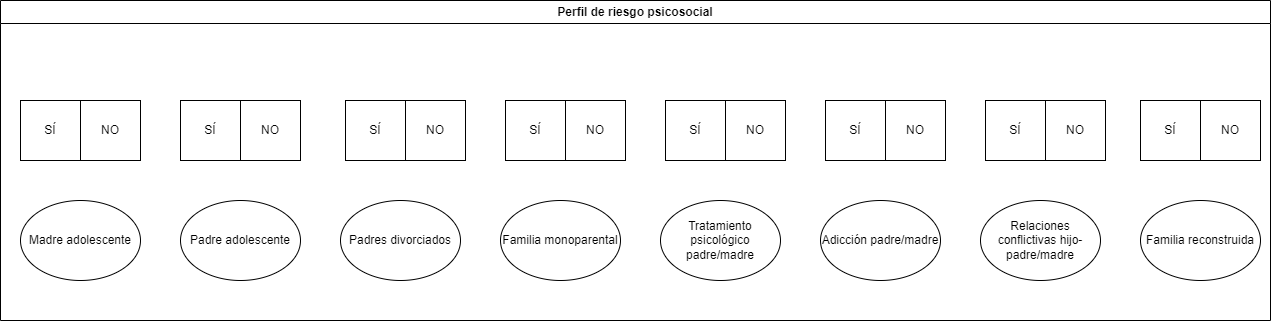 Perfil de riesgo psicosocial
SÍ NO SÍ NO SÍ NO SÍ NO SÍ NO SÍ NO SÍ NO SÍ NO
Madre adolescente
Padre adolescente
Padres divorciados
Familia monoparental
Tratamiento
psicológico
padre/madre
Adicción padre/madre
Relaciones
conflictivas hijo-
padre/madre
Familia reconstruida